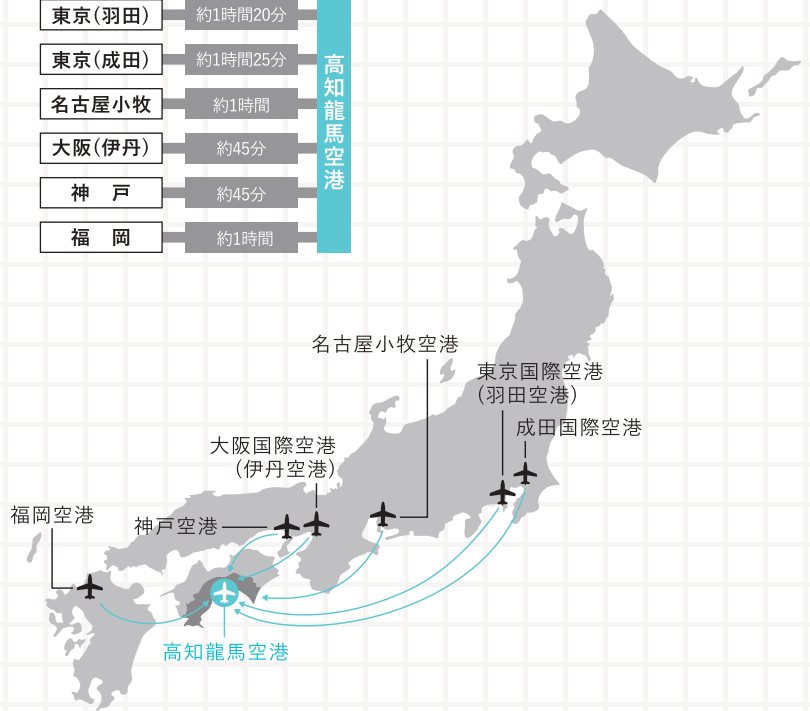 東京(羽田) 約1時間20分
東京(成田) 約1時間25分
名古屋小牧 約1時間
大阪(伊丹) 約45分
神 戸 約45分
福 岡 約1時間
高知龍馬空港
名古屋小牧空港
東京国際空港
(羽田空港)
成田国際空港
大阪国際空港
(伊丹空港)
福岡空港
神戸空港
高知龍馬空港